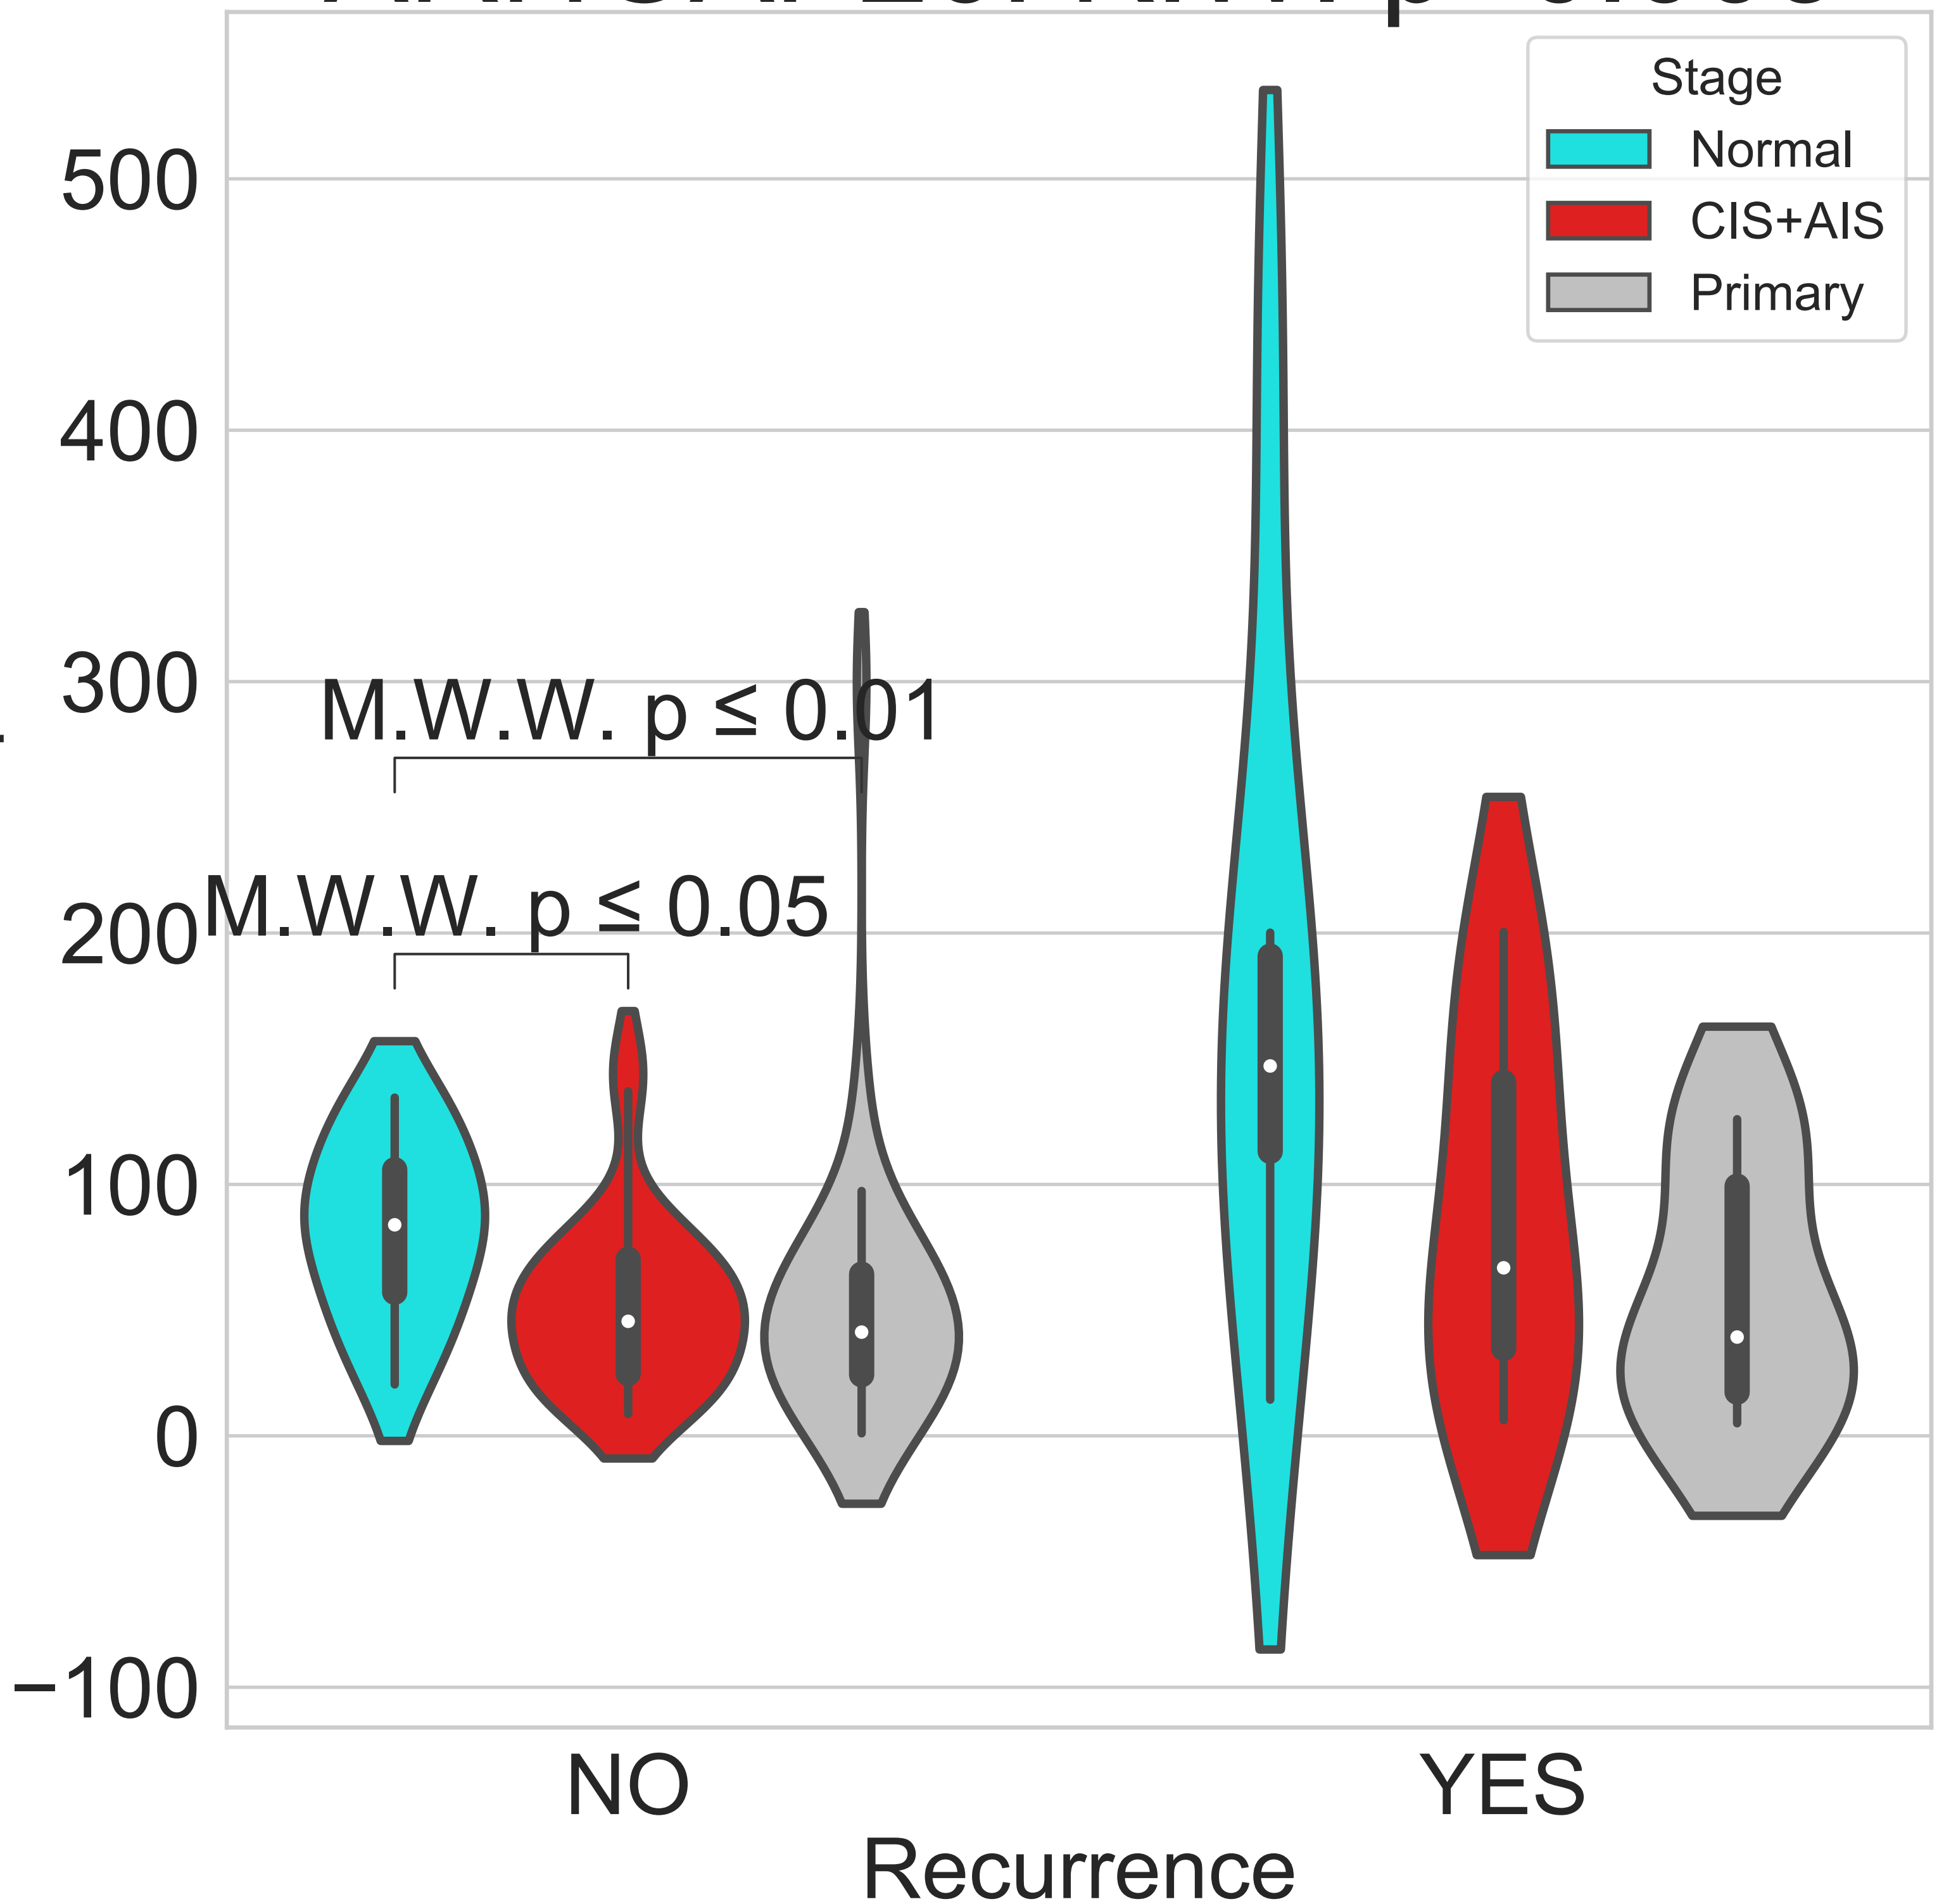 Stage
Normal
CIS+AIS
Primary
500
400
300
200
100
0
−100
M.W.W. p ≤ 0.01
M.W.W. p ≤ 0.05
NO
YES
Recurrence